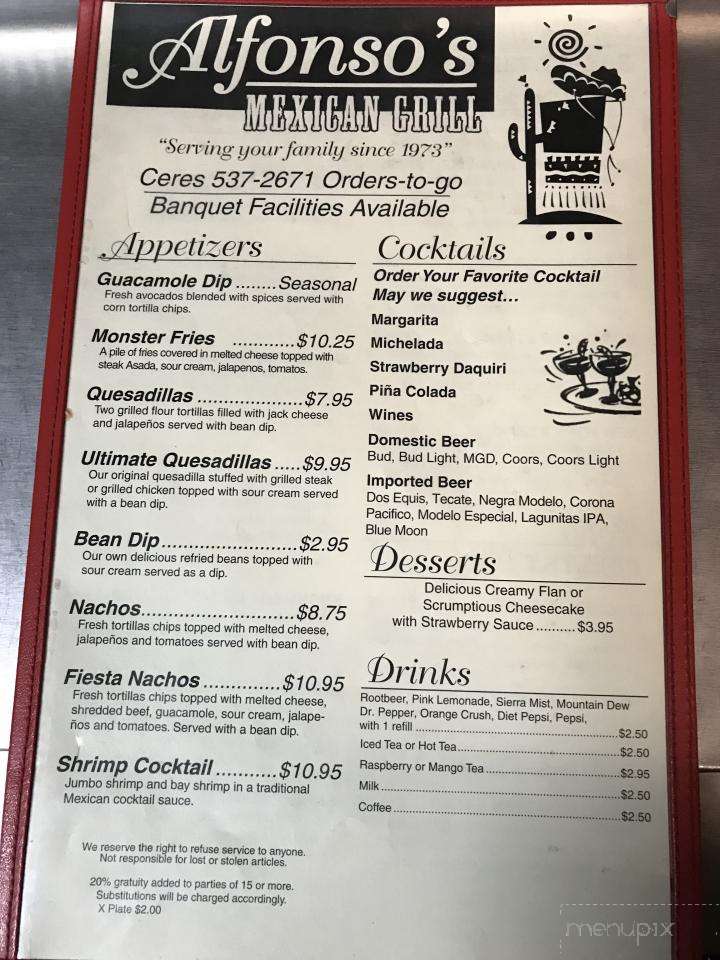 Alfonso's
MEXICAN GRILL
"Serving your family since 1973"
Ceres 537-2671 Orders-to-go
Banquet Facilities Available
Appetizers
Guacamole Dip ........Seasonal
Fresh avocados blended with spices served with
corn tortilla chips.
Monster Fries ............$10.25
A pile of fries covered in melted cheese topped with
steak Asada, sour cream, jalapenos, tomatos.
Quesadillas ....................$7.95
Two grilled flour tortillas filled with jack cheese
and jalapeños served with bean dip.
Ultimate Quesadillas .....$9.95
Our original quesadilla stuffed with grilled steak
or grilled chicken topped with sour cream served
with a bean dip.
Bean Dip..........................$2.95
Our own delicious refried beans topped with
sour cream served as a dip.
Nachos.............................$8.75
Fresh tortillas chips topped with melted cheese,
jalapeños and tomatoes served with bean dip.
Fiesta Nachos ...............$10.95
Fresh tortillas chips topped with melted cheese,
shredded beef, guacamole, sour cream, jalape-
ños and tomatoes. Served with a bean dip.
Shrimp Cocktail ...........$10.95
Jumbo shrimp and bay shrimp in a traditional
Mexican cocktail sauce.
We reserve the right to refuse service to anyone.
Not responsible for lost or stolen articles.
20% gratuity added to parties of 15 or more.
Substitutions will be charged accordingly.
X Plate $2.00
Cocktails
Order Your Favorite Cocktail
May we suggest...
Margarita
Michelada
Strawberry Daquiri
Piña Colada
Wines
Domestic Beer
Bud, Bud Light, MGD, Coors, Coors Light
Imported Beer
Dos Equis, Tecate, Negra Modelo, Corona
Pacifico, Modelo Especial, Lagunitas IPA,
Blue Moon
Desserts
Delicious Creamy Flan or
Scrumptious Cheesecake
with Strawberry Sauce ..........$3.95
Drinks
Rootbeer, Pink Lemonade, Sierra Mist, Mountain Dew
Dr. Pepper, Orange Crush, Diet Pepsi, Pepsi,
with 1 refill ..........................................................$2.50
Iced Tea or Hot Tea..............................................$2.50
Raspberry or Mango Tea ......................................$2.95
Milk......................................................................$2.50
Coffee ..................................................................$2.50
menupix